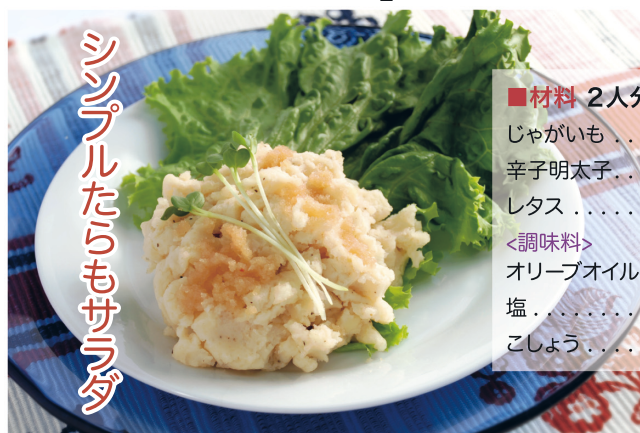 シンプルたらもサラダ
■材料 2人分
じゃがいも . . .
辛子明太子. . .
レタス . . . . . .
<調味料>
オリーブオイル
塩 . . . . . . . . .
こしょう . . . . .